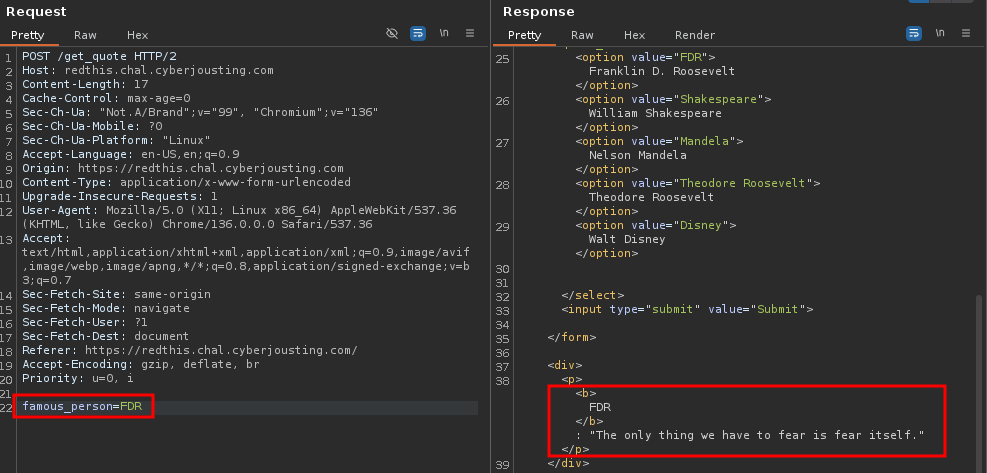 Request
Pretty Raw Hex
\n
1 POST /get_quote HTTP/2
2 Host: redthis.chal.cyberjousting.com
3 Content-Length: 17
4 Cache-Control: max-age=0
5 Sec-Ch-Ua: "Not.A/Brand";v="99", "Chromium";v="136"
6 Sec-Ch-Ua-Mobile: ?0
7 Sec-Ch-Ua-Platform: "Linux"
8 Accept-Language: en-US,en;q=0.9
9 Origin: https://redthis.chal.cyberjousting.com
10 Content-Type: application/x-www-form-urlencoded
11 Upgrade-Insecure-Requests: 1
12 User-Agent: Mozilla/5.0 (X11; Linux x86_64) AppleWebKit/537.36
(KHTML, like Gecko) Chrome/136.0.0.0 Safari/537.36
13 Accept:
text/html,application/xhtml+xml,application/xml;q=0.9,image/avif
,image/webp,image/apng,*/*;q=0.8,application/signed-exchange;v=b
3;q=0.7
14 Sec-Fetch-Site: same-origin
15 Sec-Fetch-Mode: navigate
16 Sec-Fetch-User: ?1
17 Sec-Fetch-Dest: document
18 Referer: https://redthis.chal.cyberjousting.com/
19 Accept-Encoding: gzip, deflate, br
20 Priority: u=0, i
21
22 famous_person=FDR
Response
Pretty Raw Hex Render
\n
25 <option value="FDR">
Franklin D. Roosevelt
</option>
26 <option value="Shakespeare">
William Shakespeare
</option>
27 <option value="Mandela">
Nelson Mandela
</option>
28 <option value="Theodore Roosevelt">
Theodore Roosevelt
</option>
29 <option value="Disney">
Walt Disney
</option>
30
31
32 </select>
33 <input type="submit" value="Submit">
34
35 </form>
36
37 <div>
38 <p>
<b>
FDR
</b>
: "The only thing we have to fear is fear itself."
</p>
39 </div>